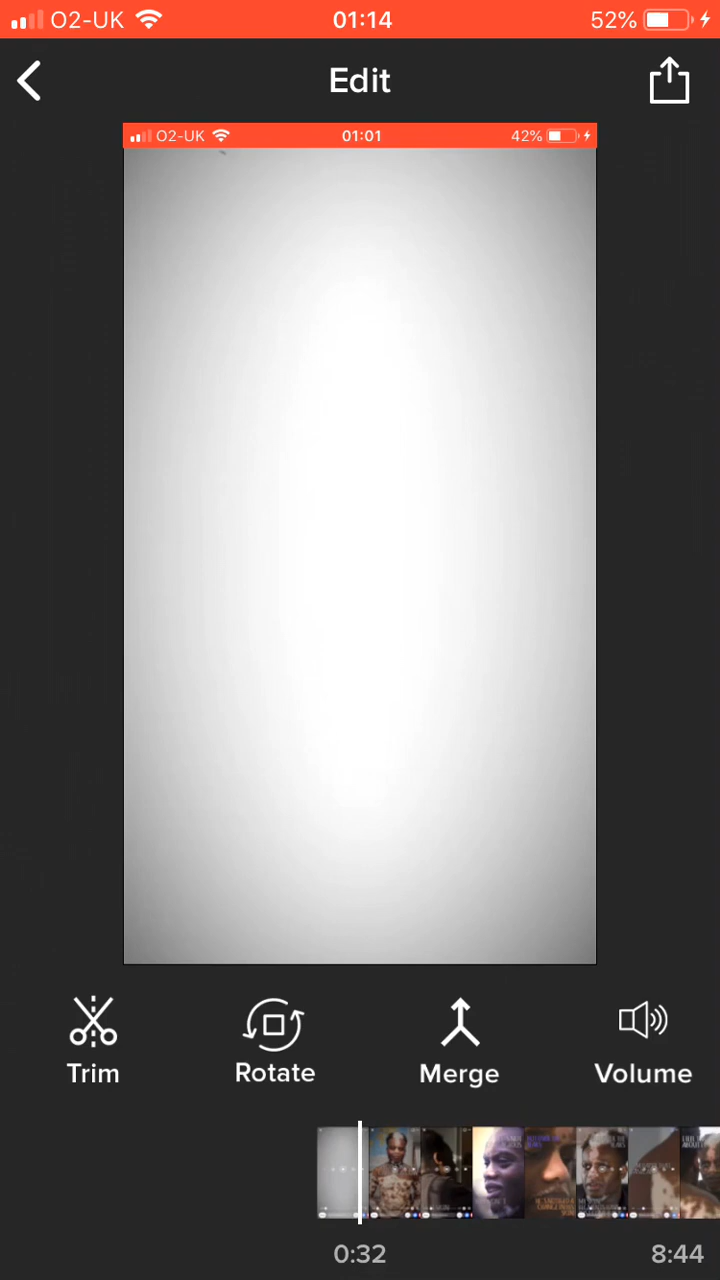 O2-UK 01:14 52%
Edit
O2-UK 01:01 42%
Trim Rotate Merge Volume
0:32 8:44